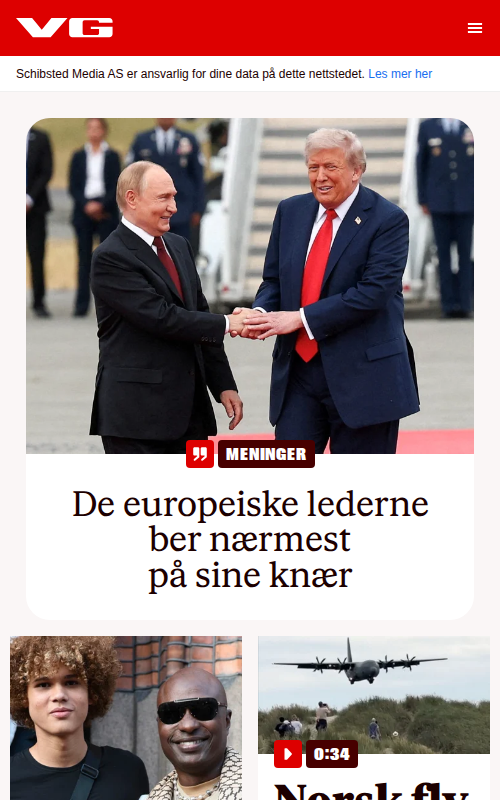 VG
Schibsted Media AS er ansvarlig for dine data på dette nettstedet. Les mer her
MENINGER
De europeiske lederne
ber nærmest
på sine knær
0:34
Norsk fly